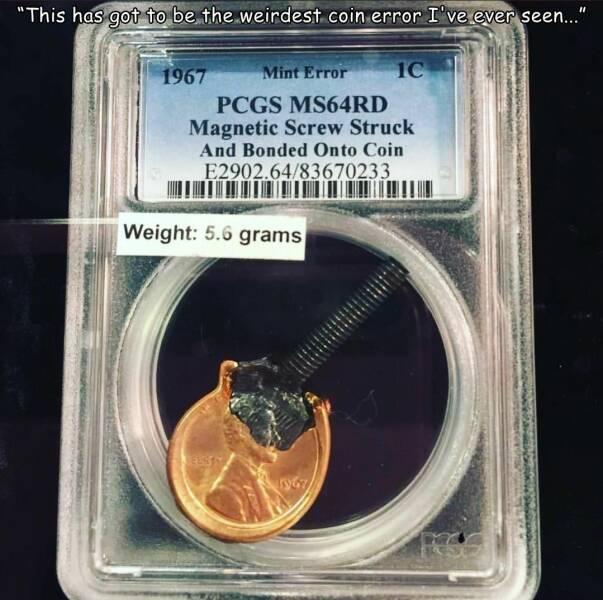 "This has got to be the weirdest coin error I've ever seen..."
1967 Mint Error 1C
PCGS MS64RD
Magnetic Screw Struck
And Bonded Onto Coin
E2902.64/83670233
Weight: 5.6 grams
1967
PCGS